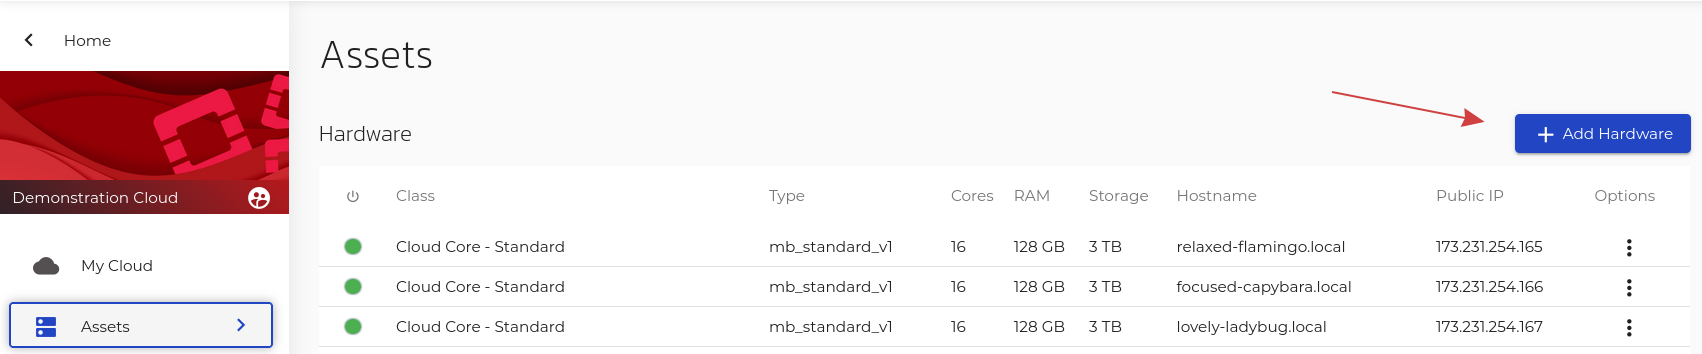 Home
Demonstration Cloud
My Cloud
Assets
Assets
Hardware
Add Hardware
Class Type Cores RAM Storage Hostname Public IP Options
Cloud Core - Standard mb_standard_v1 16 128 GB 3 TB relaxed-flamingo.local 173.231.254.165
Cloud Core - Standard mb_standard_v1 16 128 GB 3 TB focused-capybara.local 173.231.254.166
Cloud Core - Standard mb_standard_v1 16 128 GB 3 TB lovely-ladybug.local 173.231.254.167